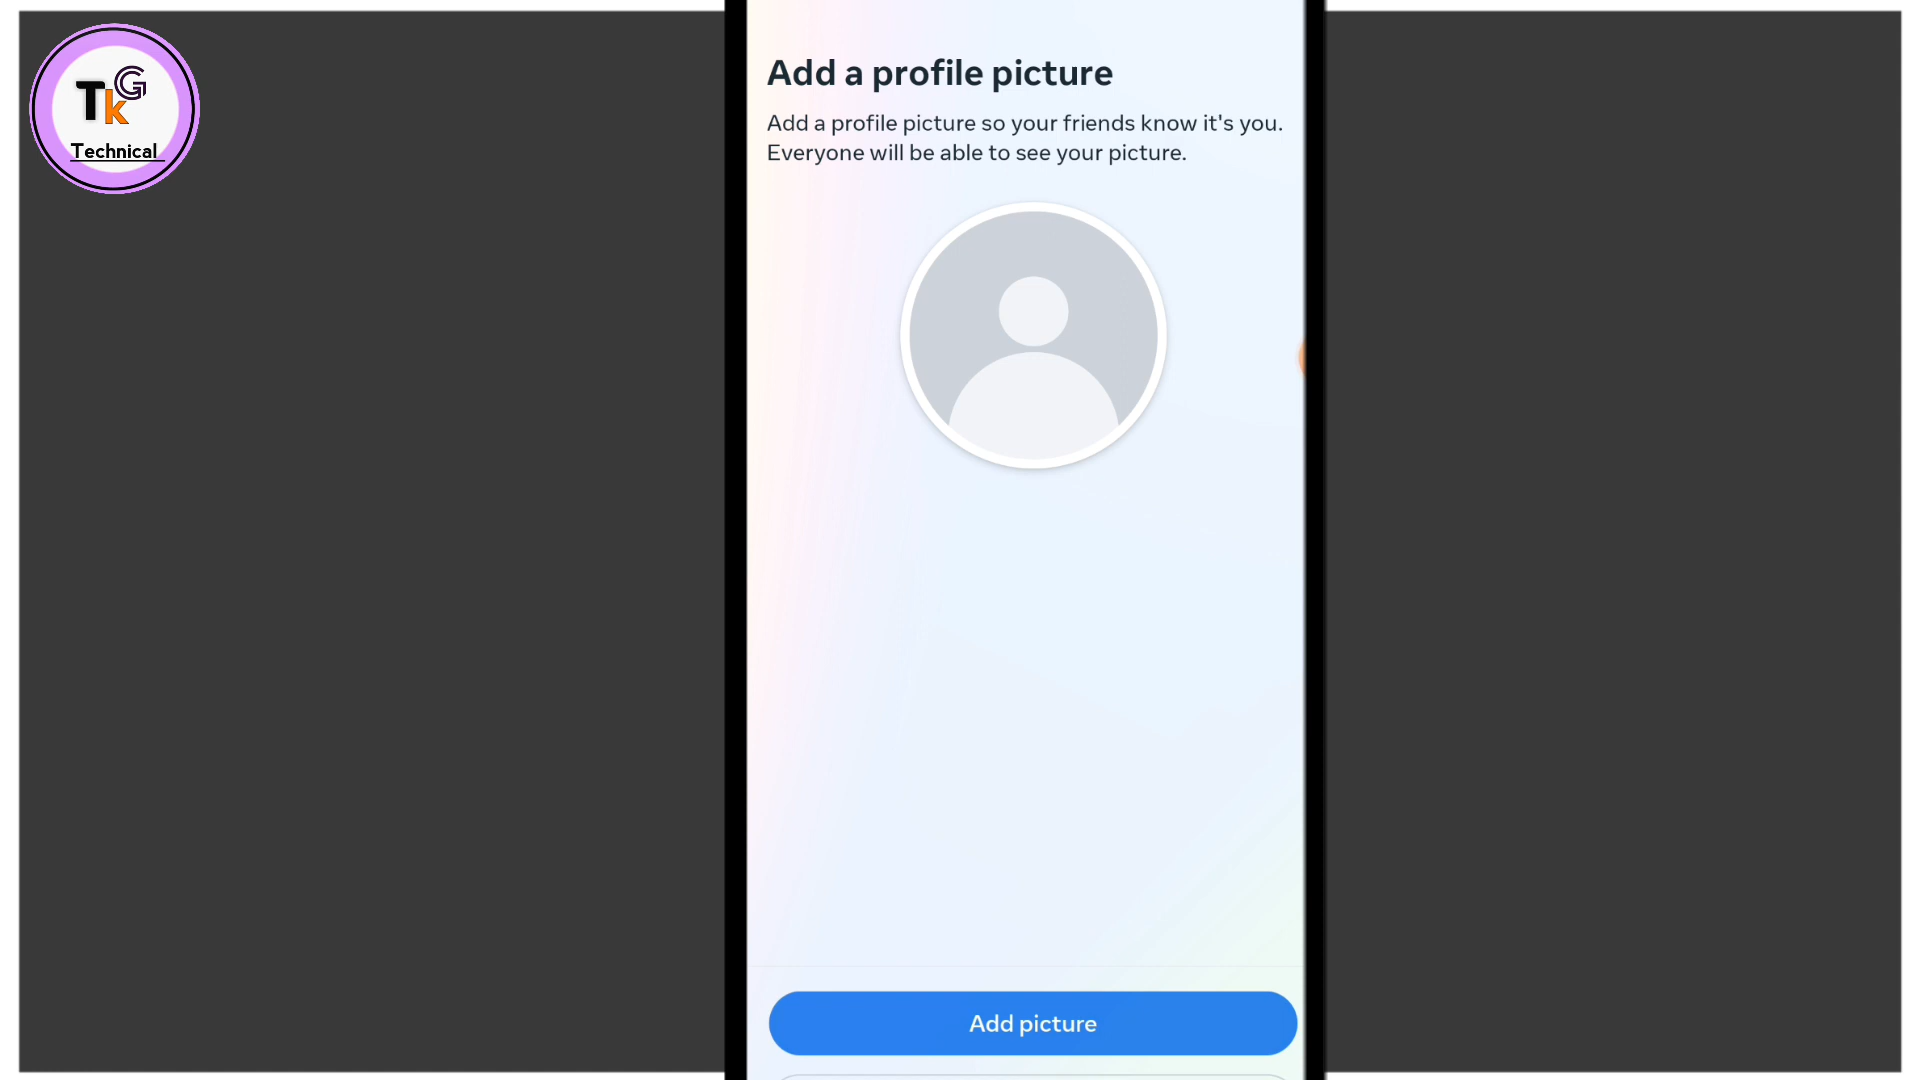 TkG
Technical
Add a profile picture
Add a profile picture so your friends know it's you.
Everyone will be able to see your picture.
Add picture